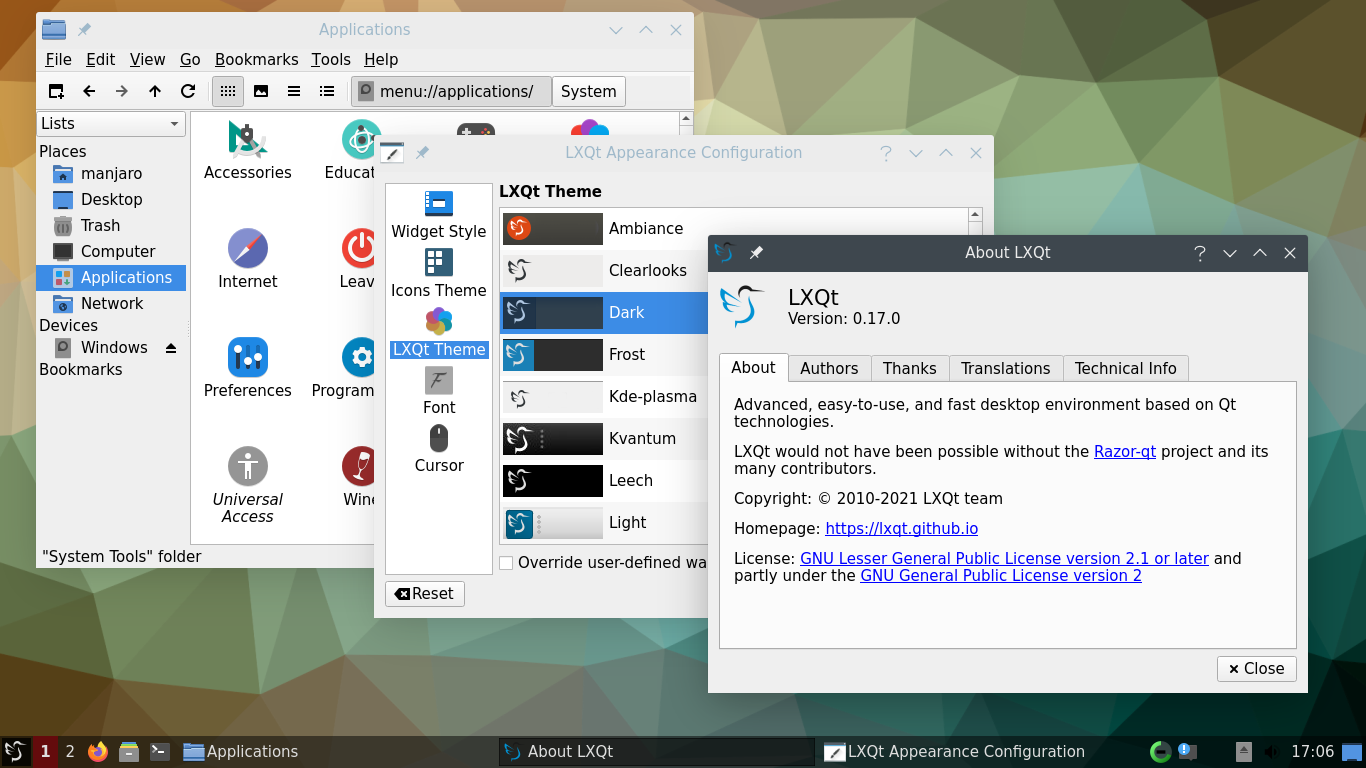 Applications
File Edit View Go Bookmarks Tools Help
menu://applications/ System
Lists
Places
manjaro
Desktop
Trash
Computer
Applications
Network
Devices
Windows
Bookmarks
Accessories
Internet
Leav
Preferences
Universal
Access
Wine
"System Tools" folder
LXQt Appearance Configuration
Widget Style
Icons Theme
LXQt Theme
Font
Cursor
Reset
LXQt Theme
Ambiance
Clearlooks
Dark
Frost
Kde-plasma
Kvantum
Leech
Light
Override user-defined wa
About LXQt
LXQt
Version: 0.17.0
About Authors Thanks Translations Technical Info
Advanced, easy-to-use, and fast desktop environment based on Qt
technologies.
LXQt would not have been possible without the Razor-qt project and its
many contributors.
Copyright: © 2010-2021 LXQt team
Homepage: https://lxqt.github.io
License: GNU Lesser General Public License version 2.1 or later and
partly under the GNU General Public License version 2
Close
1 2 Applications About LXQt LXQt Appearance Configuration 17:06